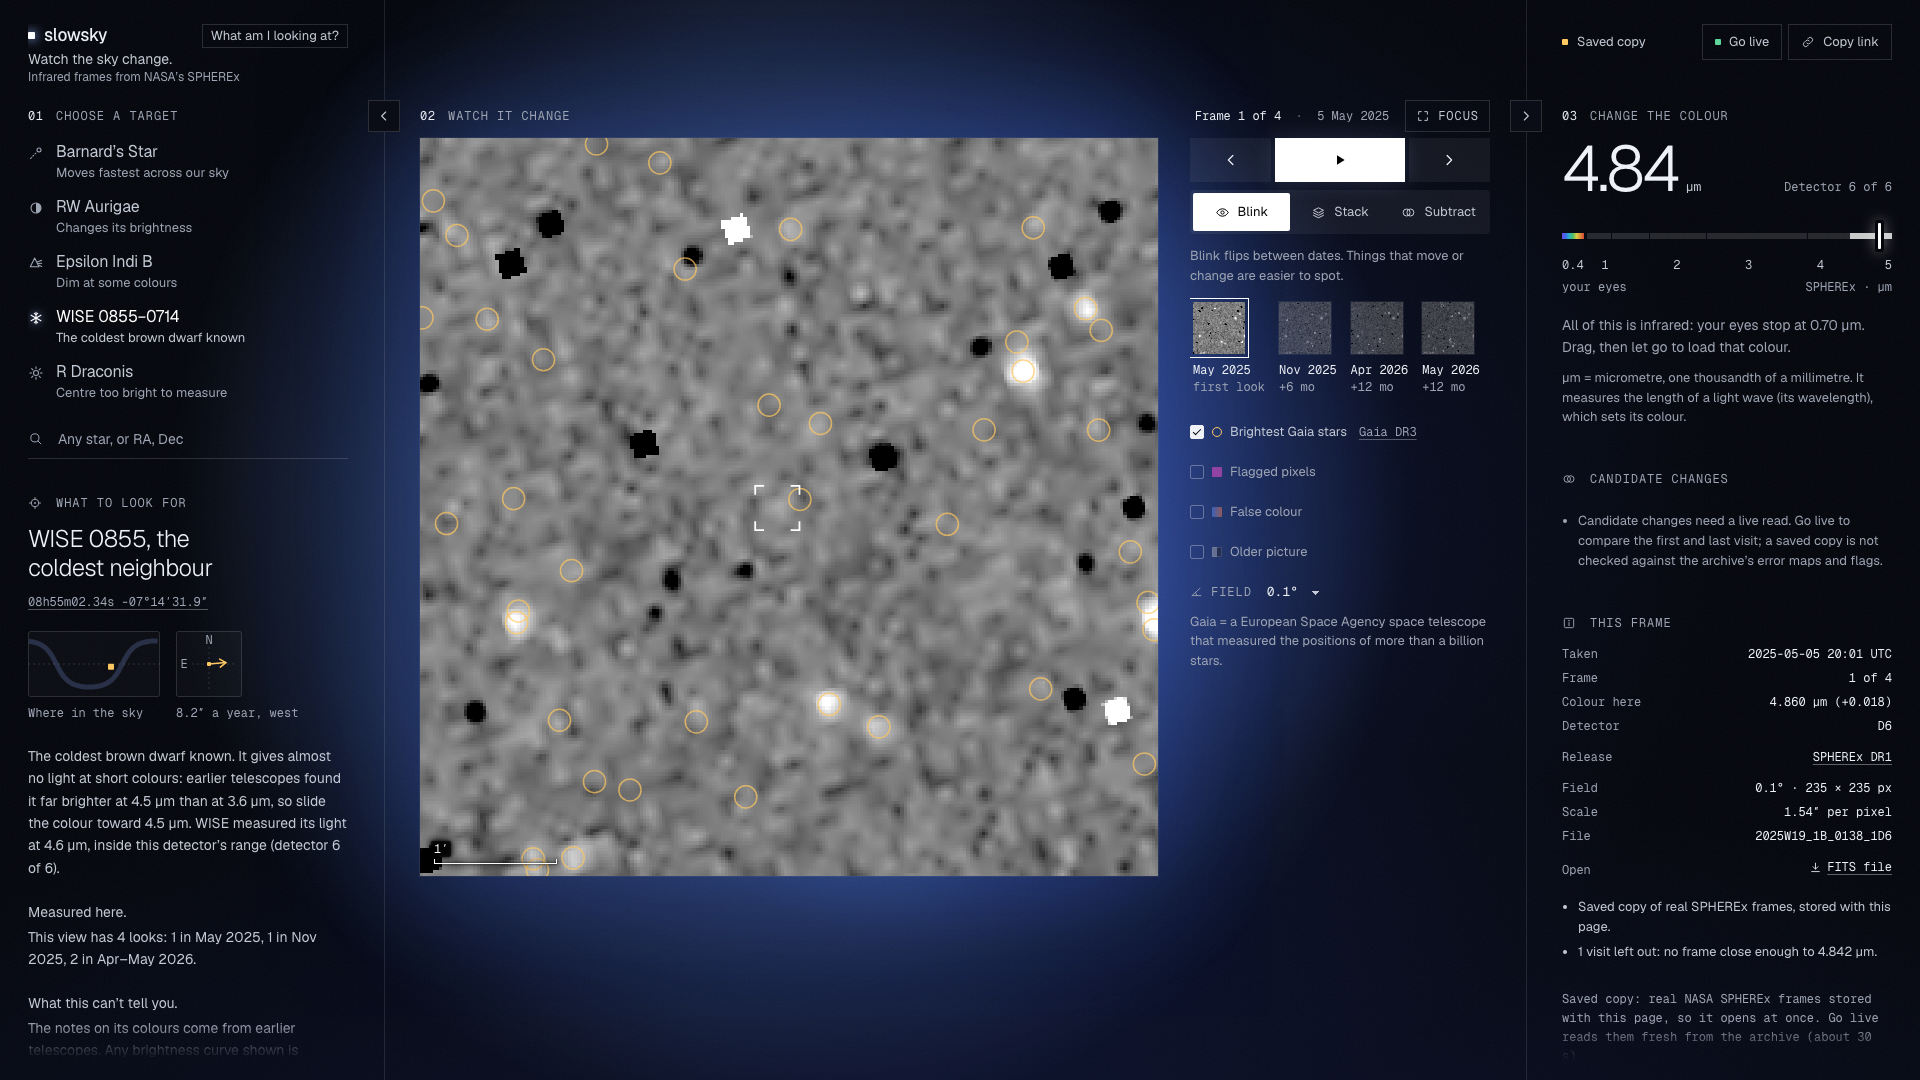 slowsky
What am I looking at?
Watch the sky change.
Infrared frames from NASA's SPHEREx
01 CHOOSE A TARGET
Barnard's Star
Moves fastest across our sky
RW Aurigae
Changes its brightness
Epsilon Indi B
Dim at some colours
WISE 0855−0714
The coldest brown dwarf known
R Draconis
Centre too bright to measure
Any star, or RA, Dec
WHAT TO LOOK FOR
WISE 0855, the
coldest neighbour
08h55m02.34s -07°14′31.9″
N
E
Where in the sky
8.2″ a year, west
The coldest brown dwarf known. It gives almost
no light at short colours: earlier telescopes found
it far brighter at 4.5 µm than at 3.6 µm, so slide
the colour toward 4.5 µm. WISE measured its light
at 4.6 µm, inside this detector's range (detector 6
of 6).
Measured here.
This view has 4 looks: 1 in May 2025, 1 in Nov
2025, 2 in Apr–May 2026.
What this can't tell you.
The notes on its colours come from earlier
telescopes. Any brightness curve shown is
02 WATCH IT CHANGE
Frame 1 of 4 · 5 May 2025
FOCUS
1′
Blink
Stack
Subtract
Blink flips between dates. Things that move or
change are easier to spot.
May 2025
first look
Nov 2025
+6 mo
Apr 2026
+12 mo
May 2026
+12 mo
Brightest Gaia stars Gaia DR3
Flagged pixels
False colour
Older picture
FIELD 0.1°
Gaia = a European Space Agency space telescope
that measured the positions of more than a billion
stars.
Saved copy
Go live
Copy link
03 CHANGE THE COLOUR
4.84 µm
Detector 6 of 6
0.4 1 2 3 4 5
your eyes
SPHEREx · µm
All of this is infrared: your eyes stop at 0.70 µm.
Drag, then let go to load that colour.
µm = micrometre, one thousandth of a millimetre. It
measures the length of a light wave (its wavelength),
which sets its colour.
CANDIDATE CHANGES
• Candidate changes need a live read. Go live to
compare the first and last visit; a saved copy is not
checked against the archive's error maps and flags.
THIS FRAME
Taken 2025-05-05 20:01 UTC
Frame 1 of 4
Colour here 4.860 µm (+0.018)
Detector D6
Release SPHEREx DR1
Field 0.1° · 235 × 235 px
Scale 1.54″ per pixel
File 2025W19_1B_0138_1D6
Open FITS file
• Saved copy of real SPHEREx frames, stored with this
page.
• 1 visit left out: no frame close enough to 4.842 µm.
Saved copy: real NASA SPHEREx frames stored
with this page, so it opens at once. Go live
reads them fresh from the archive (about 30
s)